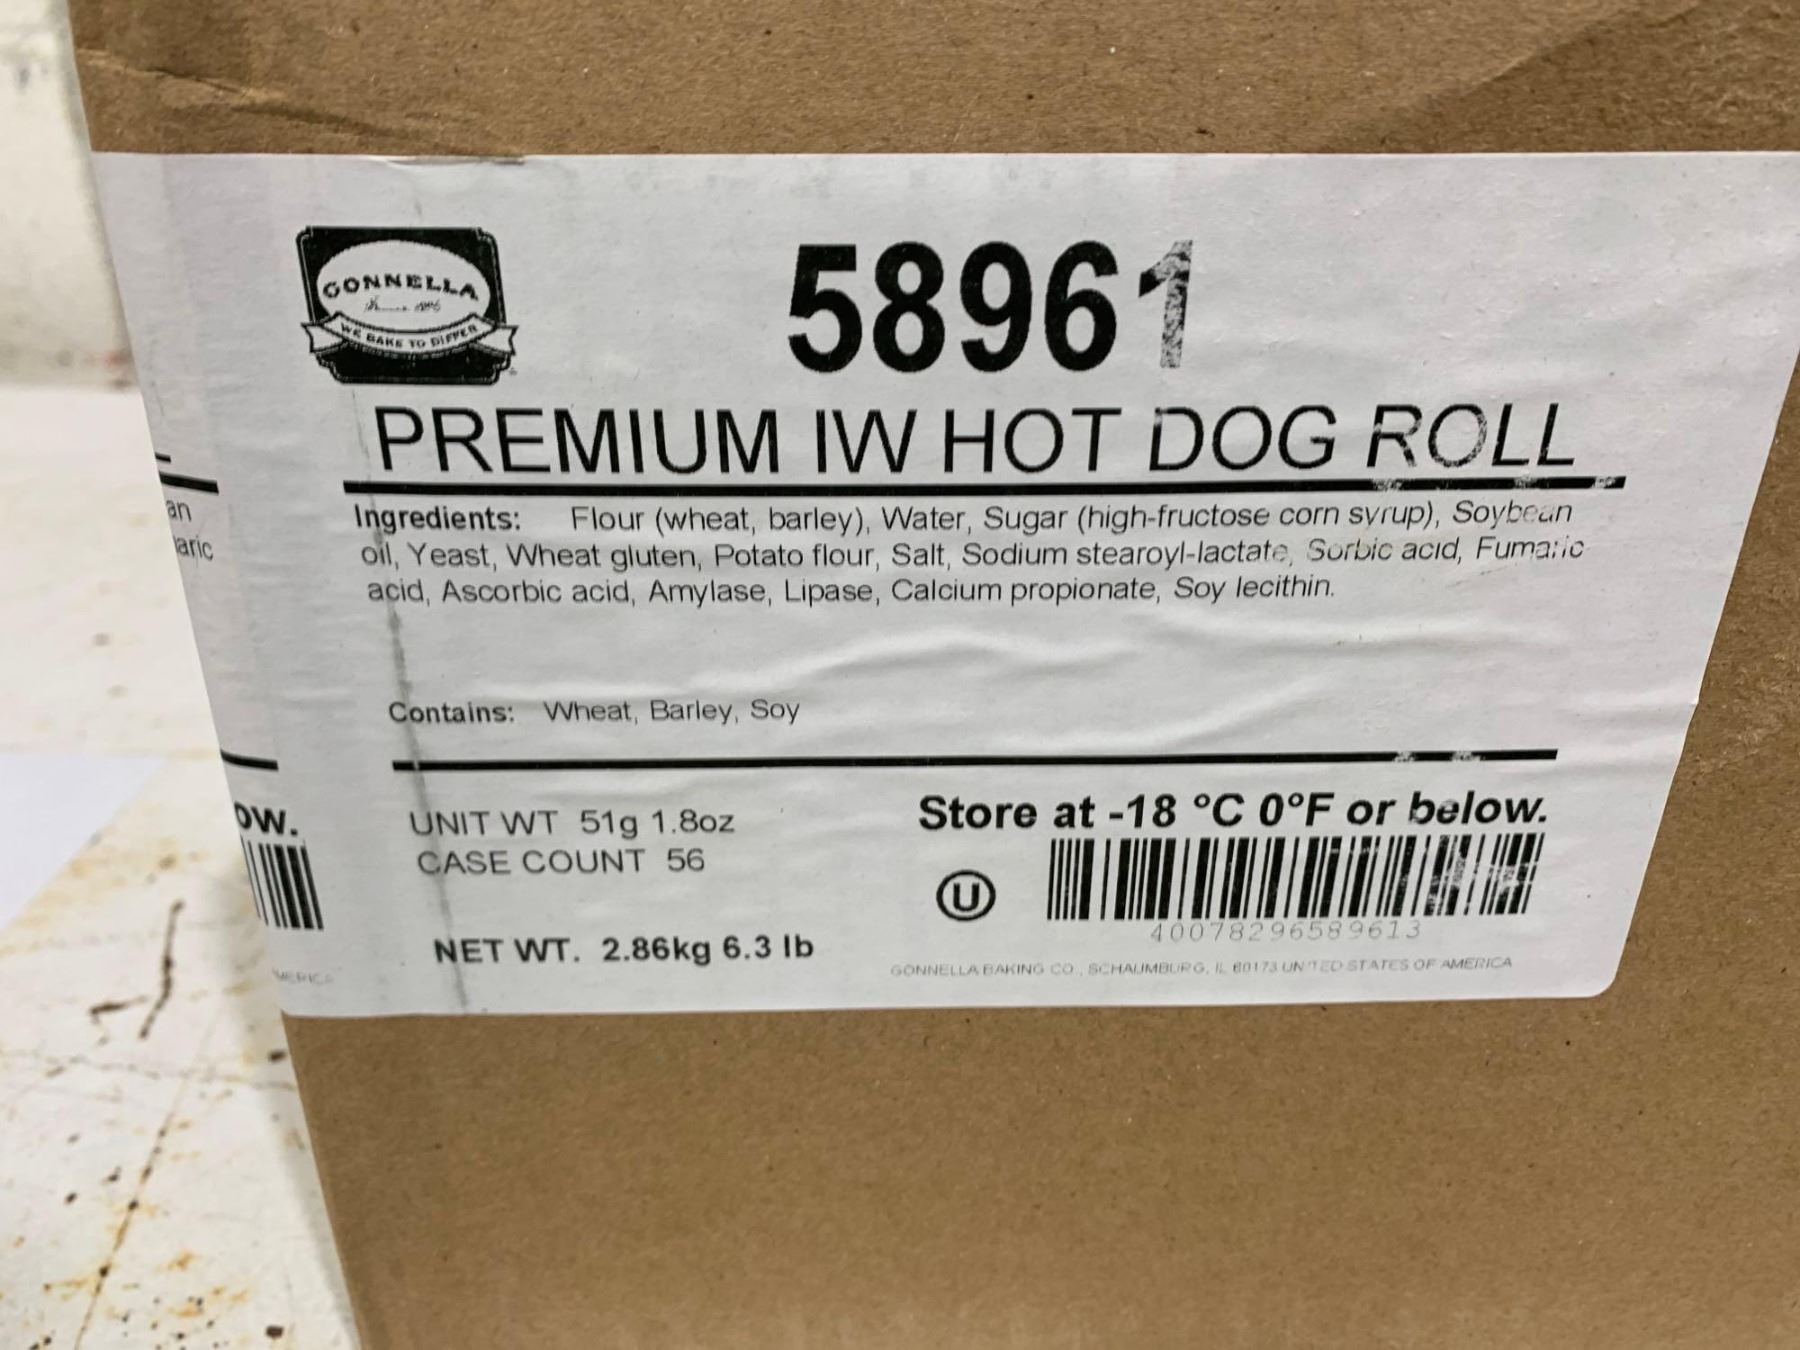 GONNELLA
WE BAKE TO DIFFER
58961
PREMIUM IW HOT DOG ROLL
Ingredients: Flour (wheat, barley), Water, Sugar (high-fructose corn syrup), Soybean
oil, Yeast, Wheat gluten, Potato flour, Salt, Sodium stearoyl-lactate, Sorbic acid, Fumaric
acid, Ascorbic acid, Amylase, Lipase, Calcium propionate, Soy lecithin.
Contains: Wheat, Barley, Soy
UNIT WT 51g 1.8oz
CASE COUNT 56
NET WT. 2.86kg 6.3 lb
Store at -18 °C 0°F or below.
U
40078296589613
GONNELLA BAKING CO., SCHAUMBURG, IL 60173 UNITED STATES OF AMERICA
an
aric
ow.
MERICA